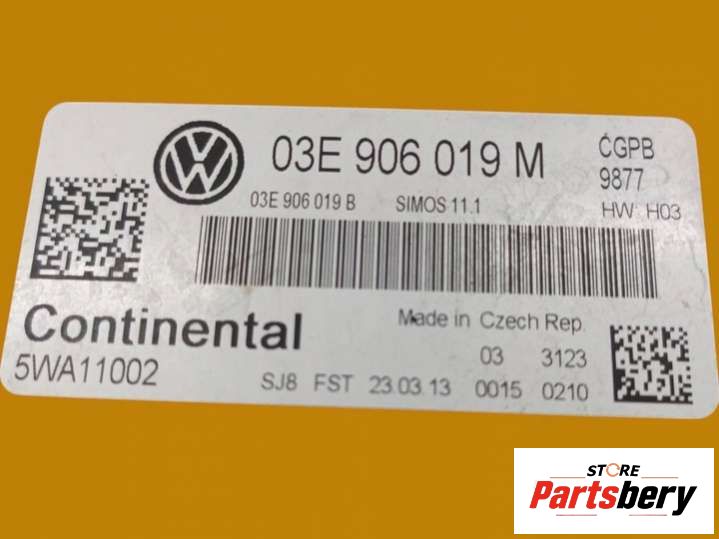 03E 906 019 M CGPB
9877
03E 906 019 B SIMOS 11.1 HW: H03
Continental
Made in Czech Rep.
03 3123
5WA11002
SJ8 FST 23.03.13 0015 0210
STORE
Partsbery